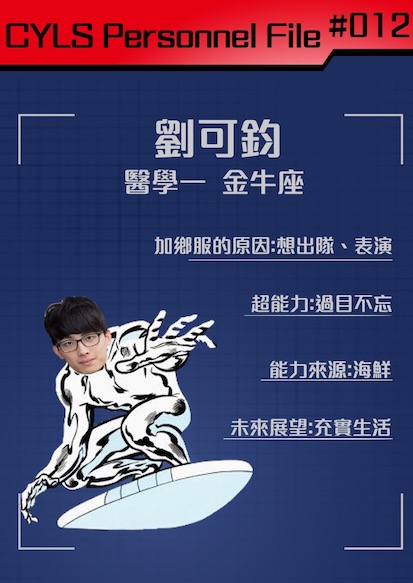 CYLS Personnel File #012
劉可鈞
醫學一 金牛座
加鄉服的原因:想出隊、表演
超能力:過目不忘
能力來源:海鮮
未來展望:充實生活